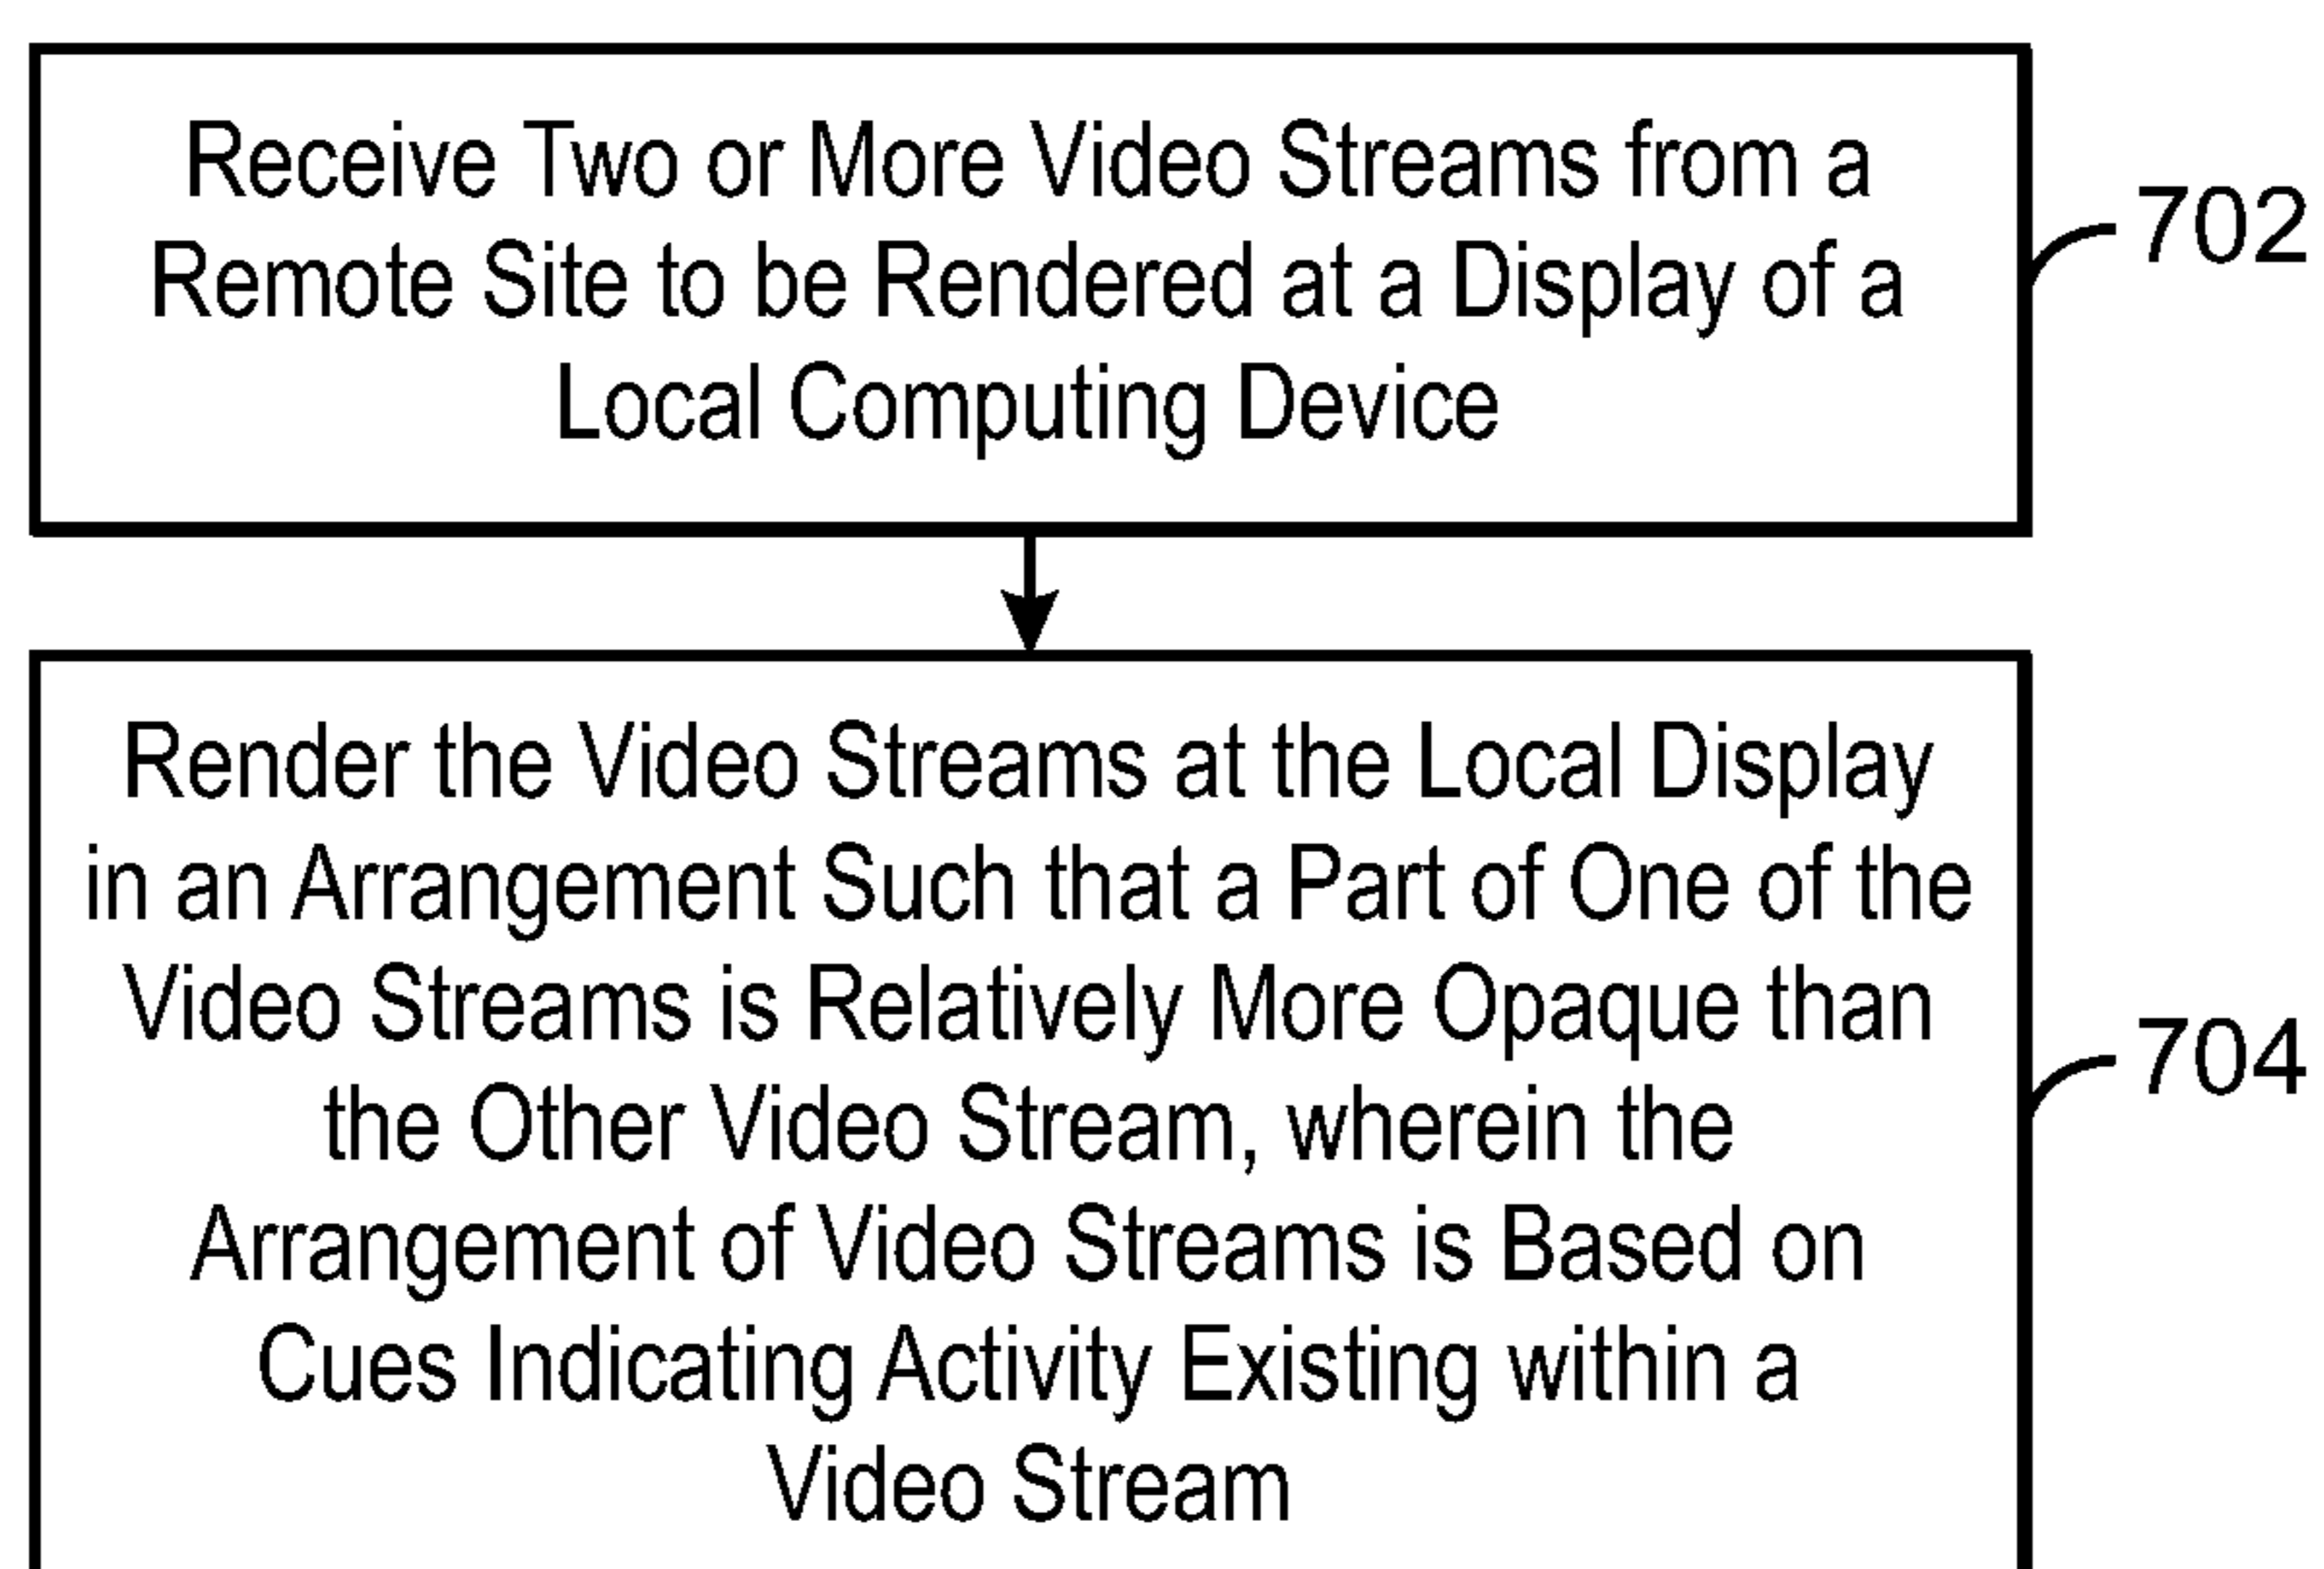 Receive Two or More Video Streams from a
Remote Site to be Rendered at a Display of a
Local Computing Device
702
Render the Video Streams at the Local Display
in an Arrangement Such that a Part of One of the
Video Streams is Relatively More Opaque than
the Other Video Stream, wherein the
Arrangement of Video Streams is Based on
Cues Indicating Activity Existing within a
Video Stream
704